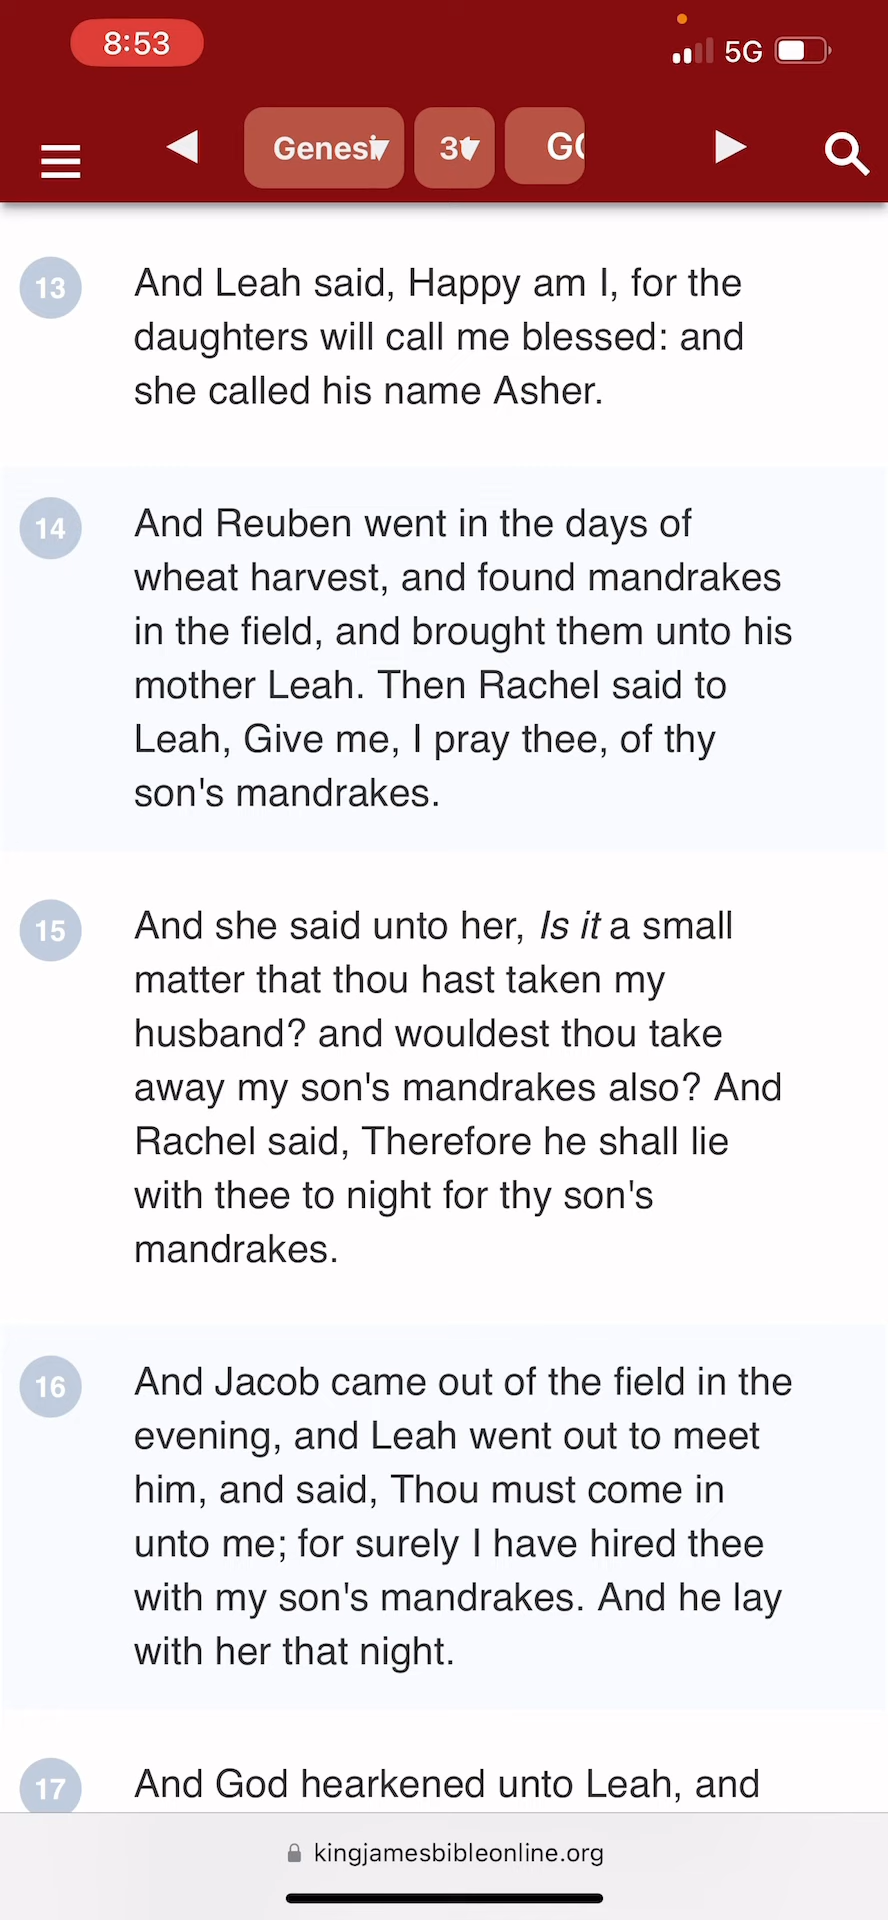 8:53
5G
Genesi
13
And Leah said, Happy am I, for the
daughters will call me blessed: and
she called his name Asher.
14
And Reuben went in the days of
wheat harvest, and found mandrakes
in the field, and brought them unto his
mother Leah. Then Rachel said to
Leah, Give me, I pray thee, of thy
son's mandrakes.
15
And she said unto her, Is it a small
matter that thou hast taken my
husband? and wouldest thou take
away my son's mandrakes also? And
Rachel said, Therefore he shall lie
with thee to night for thy son's
mandrakes.
16
And Jacob came out of the field in the
evening, and Leah went out to meet
him, and said, Thou must come in
unto me; for surely I have hired thee
with my son's mandrakes. And he lay
with her that night.
17
And God hearkened unto Leah, and
kingjamesbibleonline.org